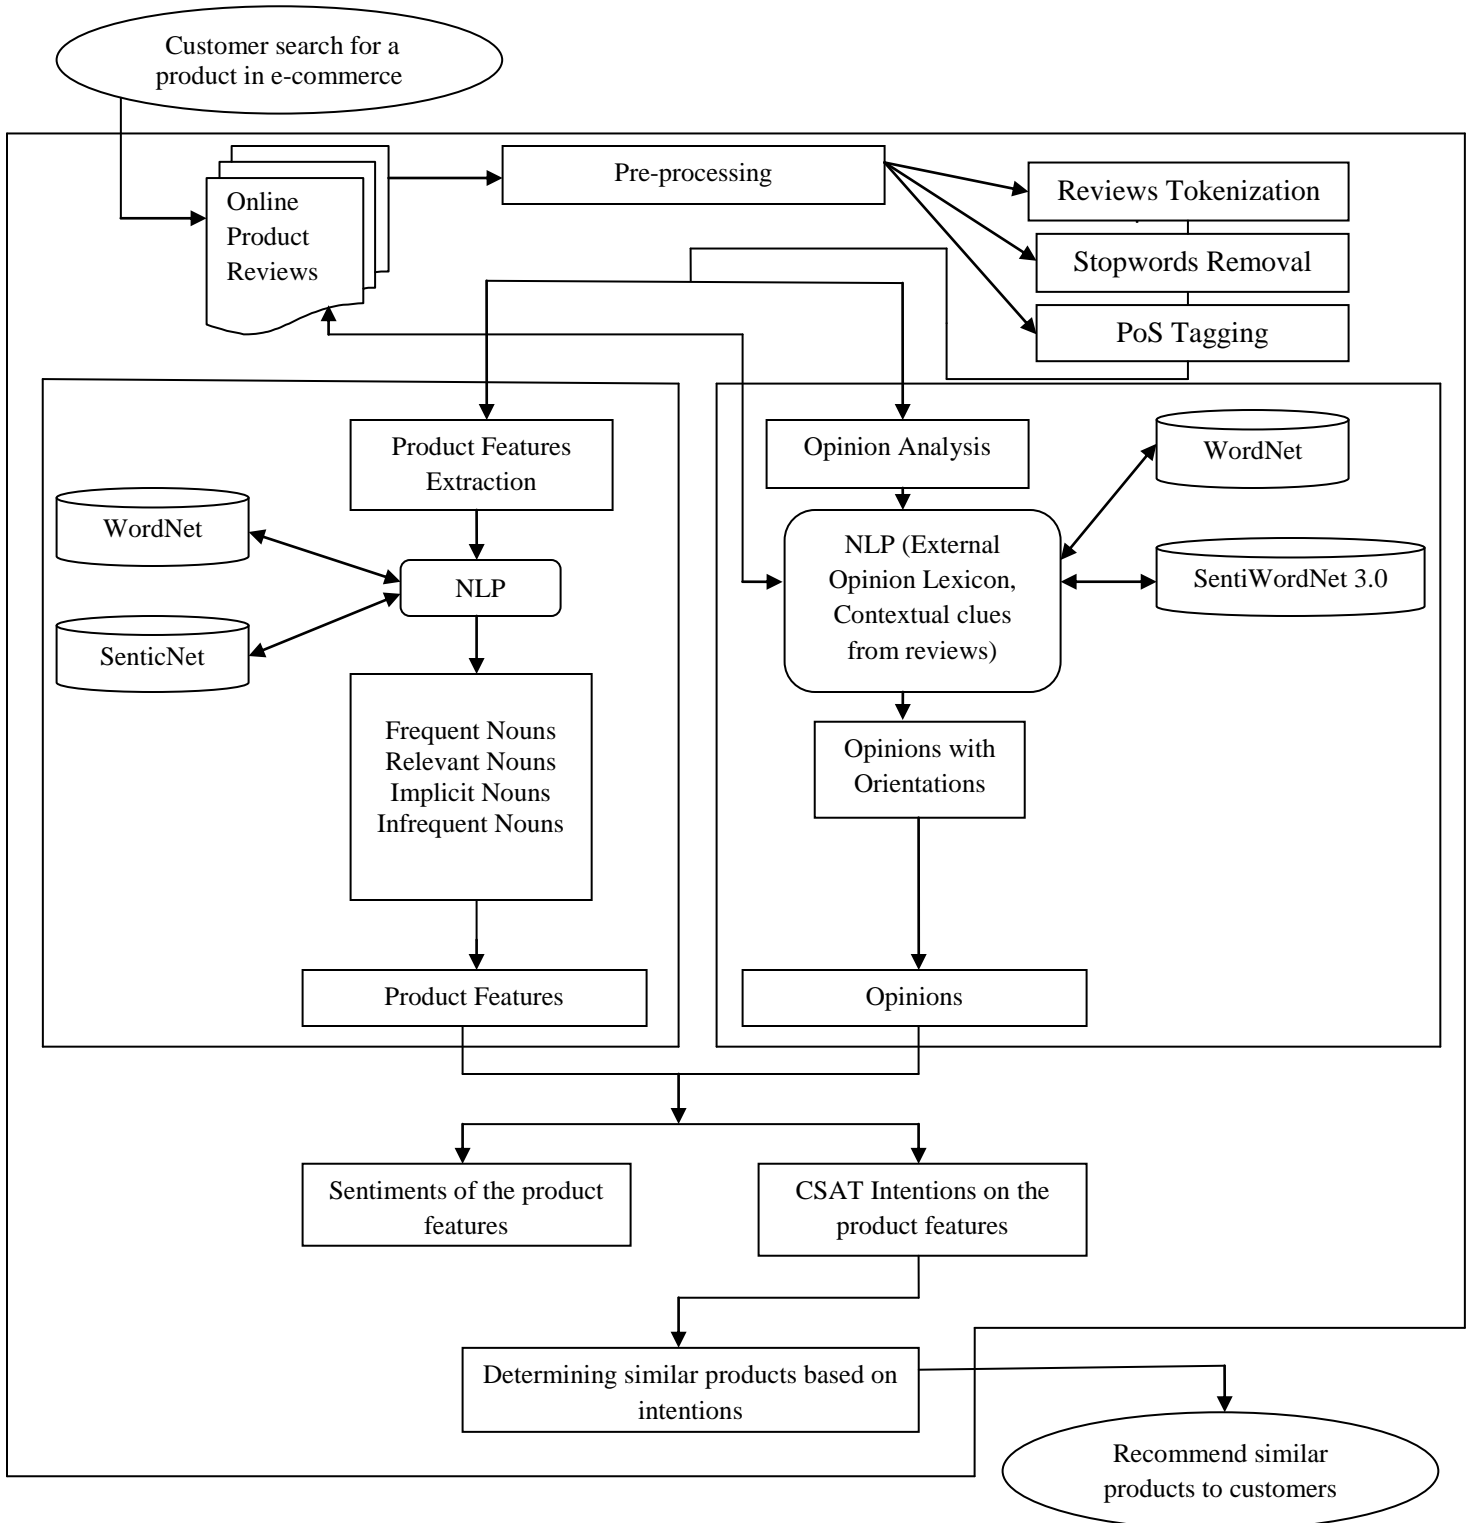 Customer search for a
product in e-commerce
Online
Product
Reviews
Pre-processing
Reviews Tokenization
Stopwords Removal
PoS Tagging
Product Features
Extraction
WordNet
NLP
SenticNet
Frequent Nouns
Relevant Nouns
Implicit Nouns
Infrequent Nouns
Product Features
Opinion Analysis
WordNet
NLP (External
Opinion Lexicon,
Contextual clues
from reviews)
SentiWordNet 3.0
Opinions with
Orientations
Opinions
Sentiments of the product
features
CSAT Intentions on the
product features
Determining similar products based on
intentions
Recommend similar
products to customers